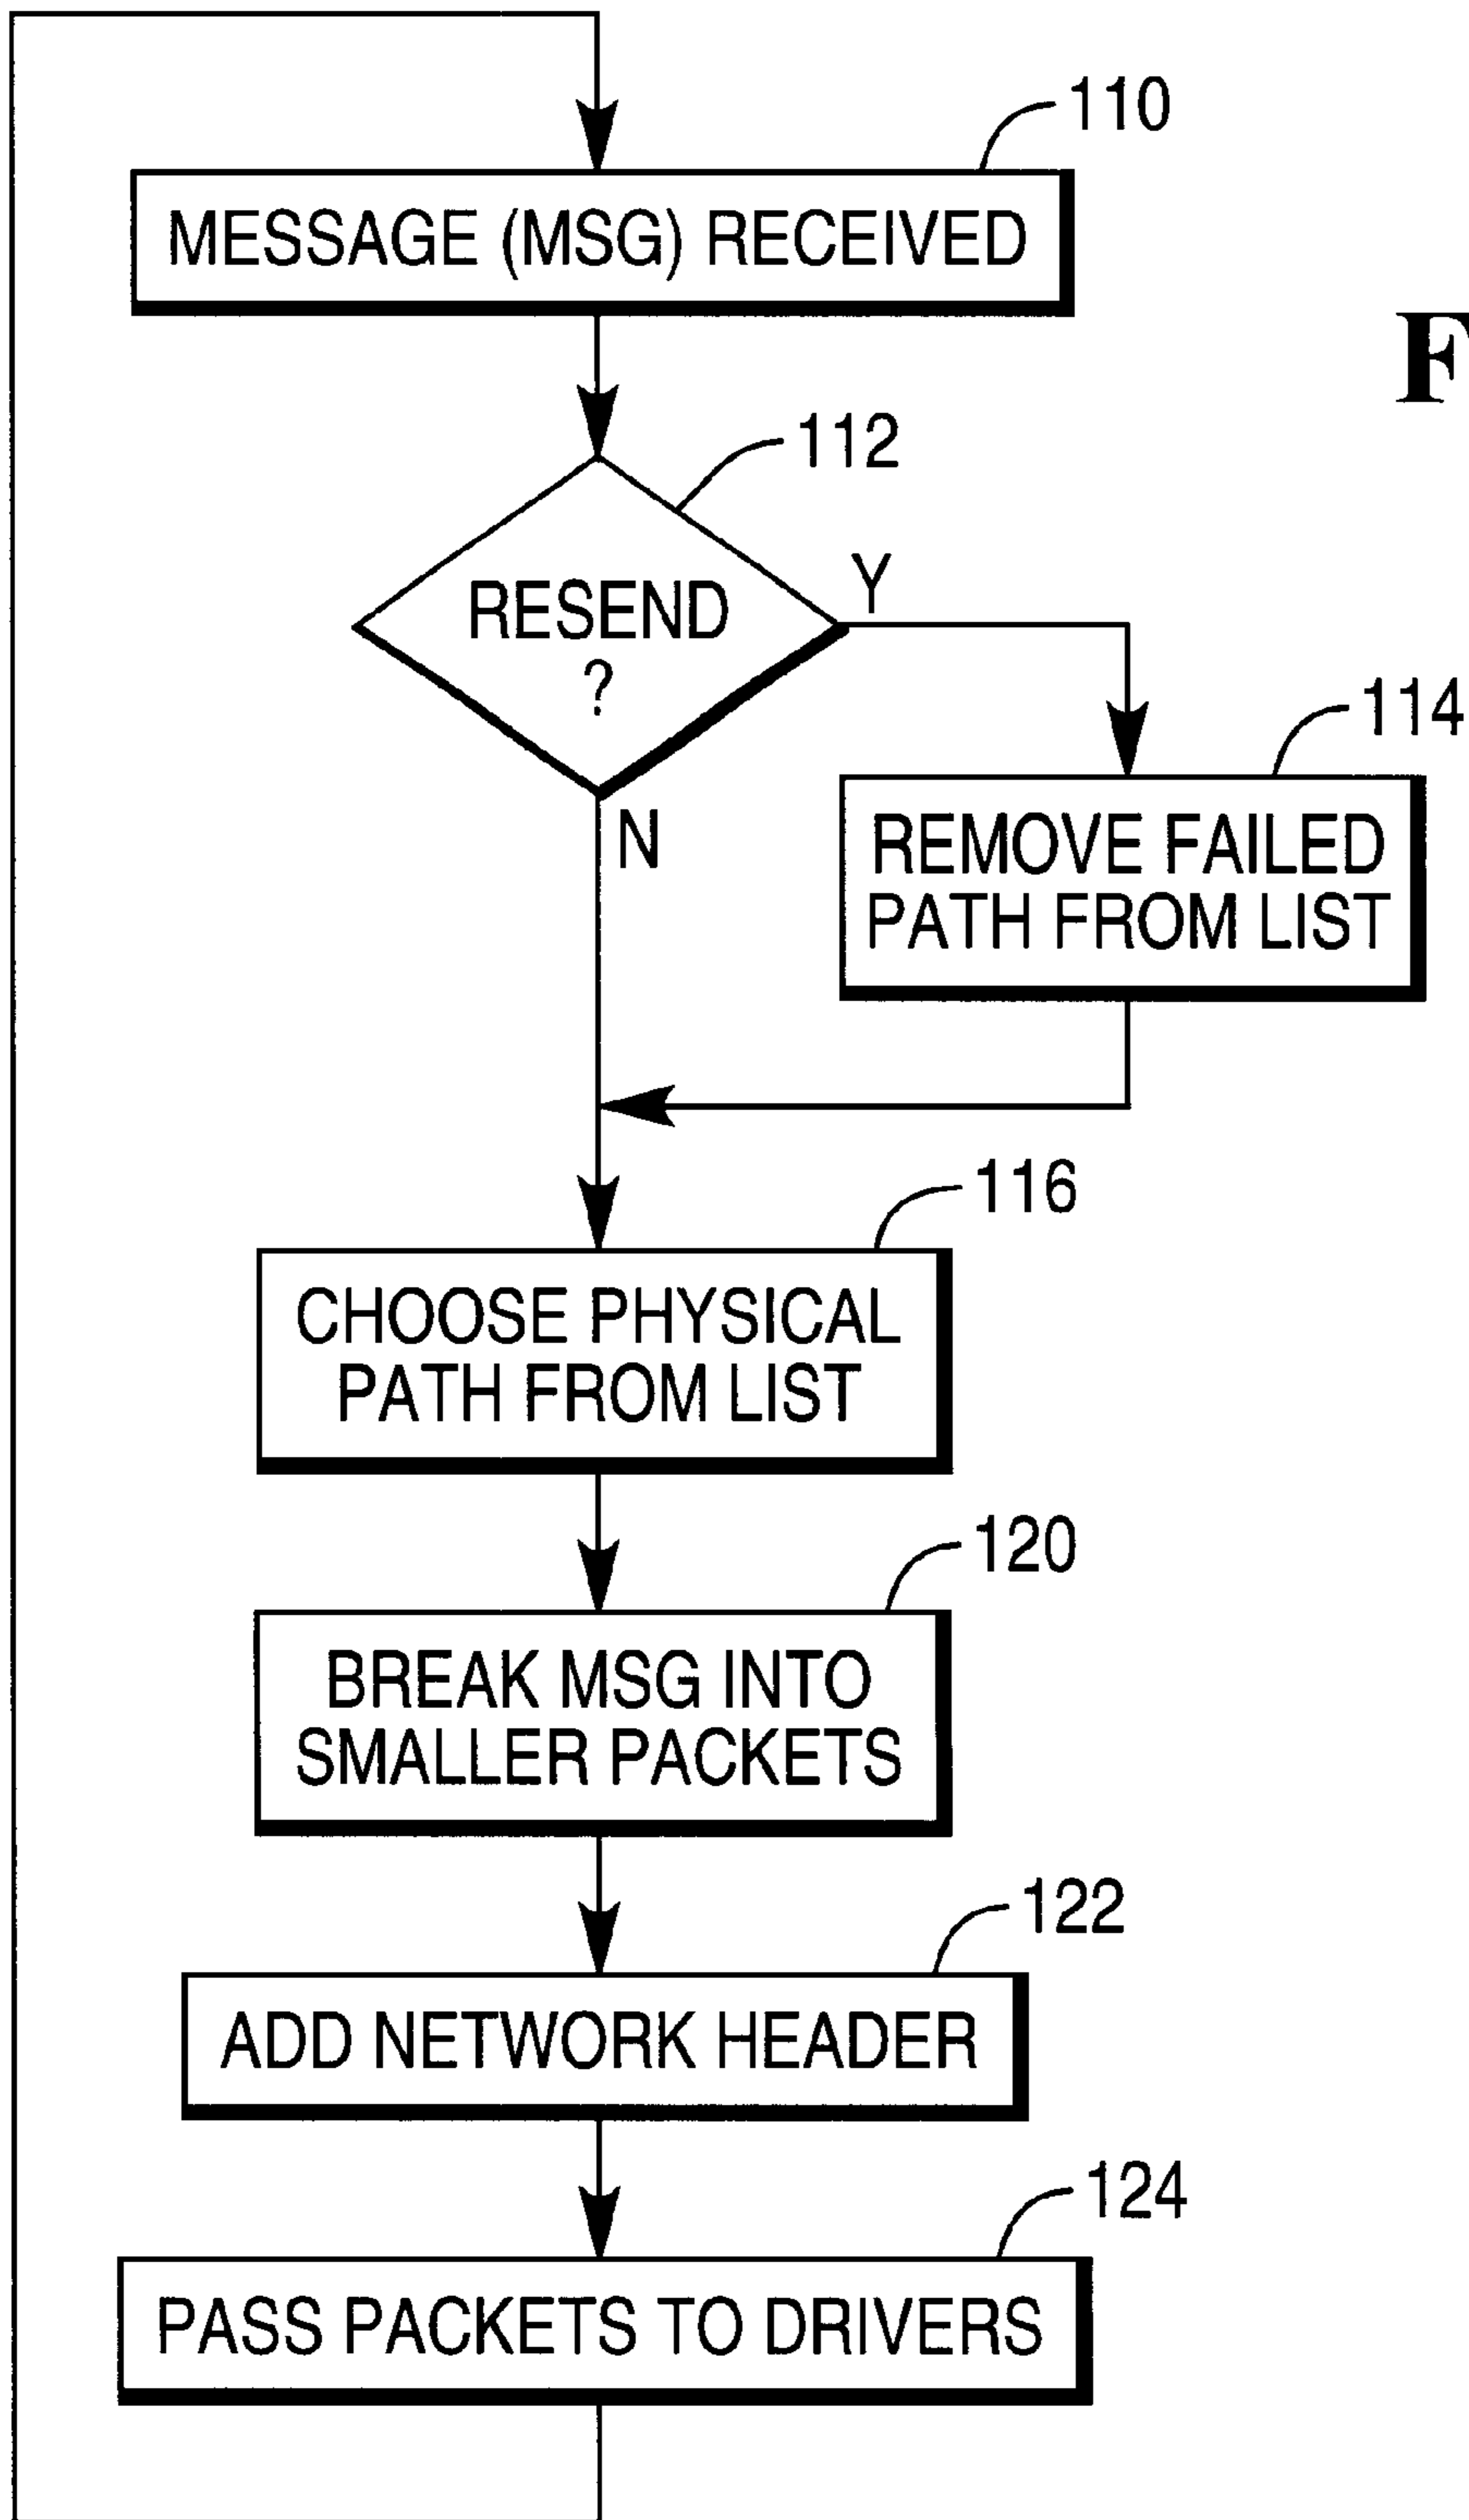 110
MESSAGE (MSG) RECEIVED
F
112
RESEND
?
Y
N
114
REMOVE FAILED
PATH FROM LIST
116
CHOOSE PHYSICAL
PATH FROM LIST
120
BREAK MSG INTO
SMALLER PACKETS
122
ADD NETWORK HEADER
124
PASS PACKETS TO DRIVERS